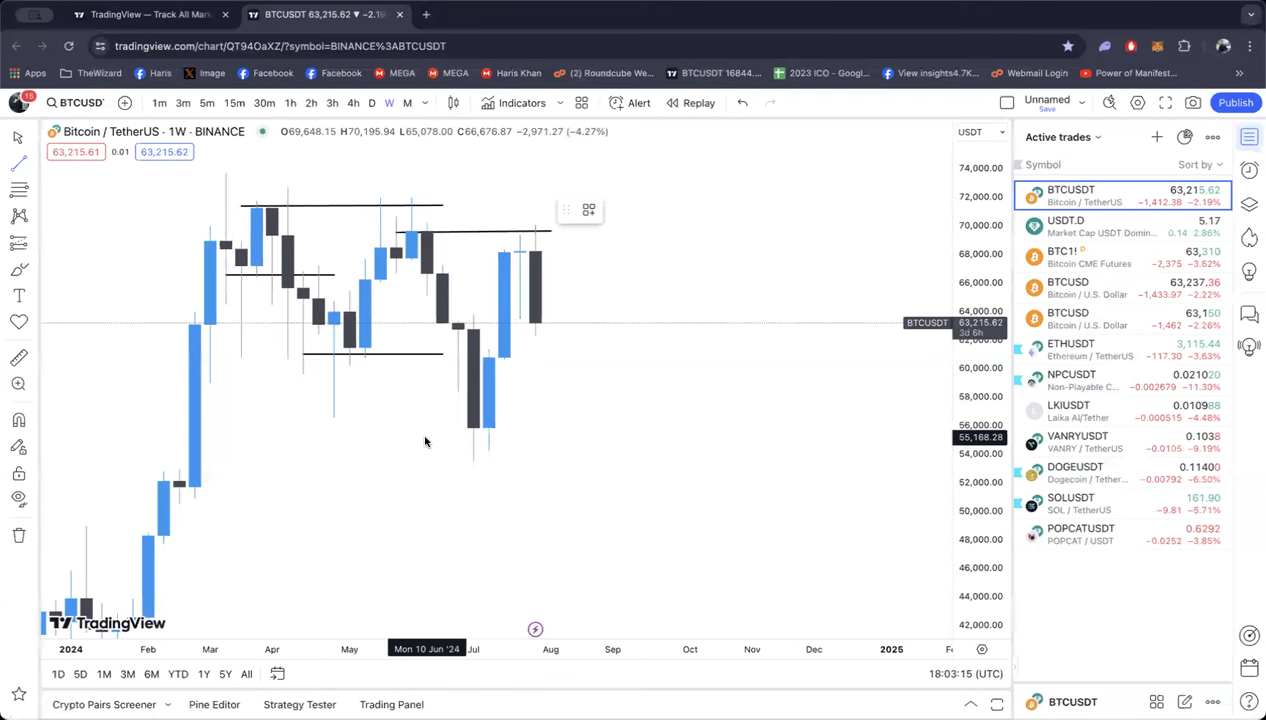 TradingView — Track All Mar
BTCUSDT 63,215.62 ▼ −2.19
tradingview.com/chart/QT94OaXZ/?symbol=BINANCE%3ABTCUSDT
Apps TheWizard Haris Image Facebook Facebook MEGA MEGA Haris Khan (2) Roundcube We... BTCUSDT 16844.... 2023 ICO - Googl... View insights4.7K... Webmail Login Power of Manifest... »
15 BTCUSD 1m 3m 5m 15m 30m 1h 2h 3h 4h D W M Indicators Alert Replay Unnamed Save Publish
Bitcoin / TetherUS · 1W · BINANCE O69,648.15 H70,195.94 L65,078.00 C66,676.87 −2,971.27 (−4.27%)
63,215.61 0.01 63,215.62
USDT
74,000.00
72,000.00
70,000.00
68,000.00
66,000.00
64,000.00
BTCUSDT 63,215.62
3d 6h
62,000.00
60,000.00
58,000.00
56,000.00
55,168.28
54,000.00
52,000.00
50,000.00
48,000.00
46,000.00
44,000.00
42,000.00
TradingView
2024 Feb Mar Apr May Mon 10 Jun '24 Jul Aug Sep Oct Nov Dec 2025
1D 5D 1M 3M 6M YTD 1Y 5Y All 18:03:15 (UTC)
Crypto Pairs Screener Pine Editor Strategy Tester Trading Panel
Active trades
Symbol Sort by
BTCUSDT 63,215.62
Bitcoin / TetherUS −1,412.38 −2.19%
USDT.D 5.17
Market Cap USDT Domin... 0.14 2.86%
BTC1! D 63,310
Bitcoin CME Futures −2,375 −3.62%
BTCUSD 63,237.36
Bitcoin / U.S. Dollar −1,433.97 −2.22%
BTCUSD 63,150
Bitcoin / U.S. Dollar −1,462 −2.26%
ETHUSDT 3,115.44
Ethereum / TetherUS −117.30 −3.63%
NPCUSDT 0.021020
Non-Playable C... −0.002679 −11.30%
LKIUSDT 0.010988
Laika AI/Tether −0.000515 −4.48%
VANRYUSDT 0.1038
VANRY / TetherUS −0.0105 −9.19%
DOGEUSDT 0.11400
Dogecoin / Tether... −0.00792 −6.50%
SOLUSDT 161.90
SOL / TetherUS −9.81 −5.71%
POPCATUSDT 0.6292
POPCAT / USDT −0.0252 −3.85%
BTCUSDT